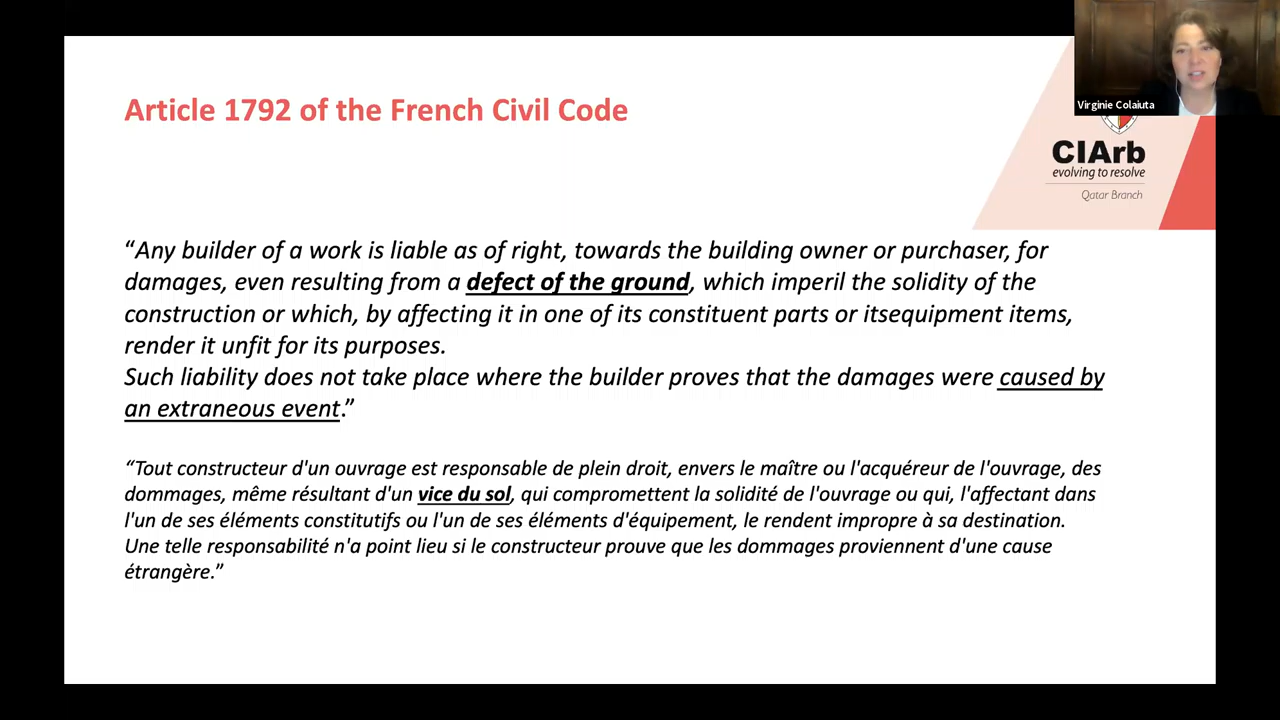 Article 1792 of the French Civil Code
Virginie Colaiuta
CIArb
evolving to resolve
Qatar Branch
“Any builder of a work is liable as of right, towards the building owner or purchaser, for
damages, even resulting from a defect of the ground, which imperil the solidity of the
construction or which, by affecting it in one of its constituent parts or itsequipment items,
render it unfit for its purposes.
Such liability does not take place where the builder proves that the damages were caused by
an extraneous event.”
“Tout constructeur d'un ouvrage est responsable de plein droit, envers le maître ou l'acquéreur de l'ouvrage, des
dommages, même résultant d'un vice du sol, qui compromettent la solidité de l'ouvrage ou qui, l'affectant dans
l'un de ses éléments constitutifs ou l'un de ses éléments d'équipement, le rendent impropre à sa destination.
Une telle responsabilité n'a point lieu si le constructeur prouve que les dommages proviennent d'une cause
étrangère.”